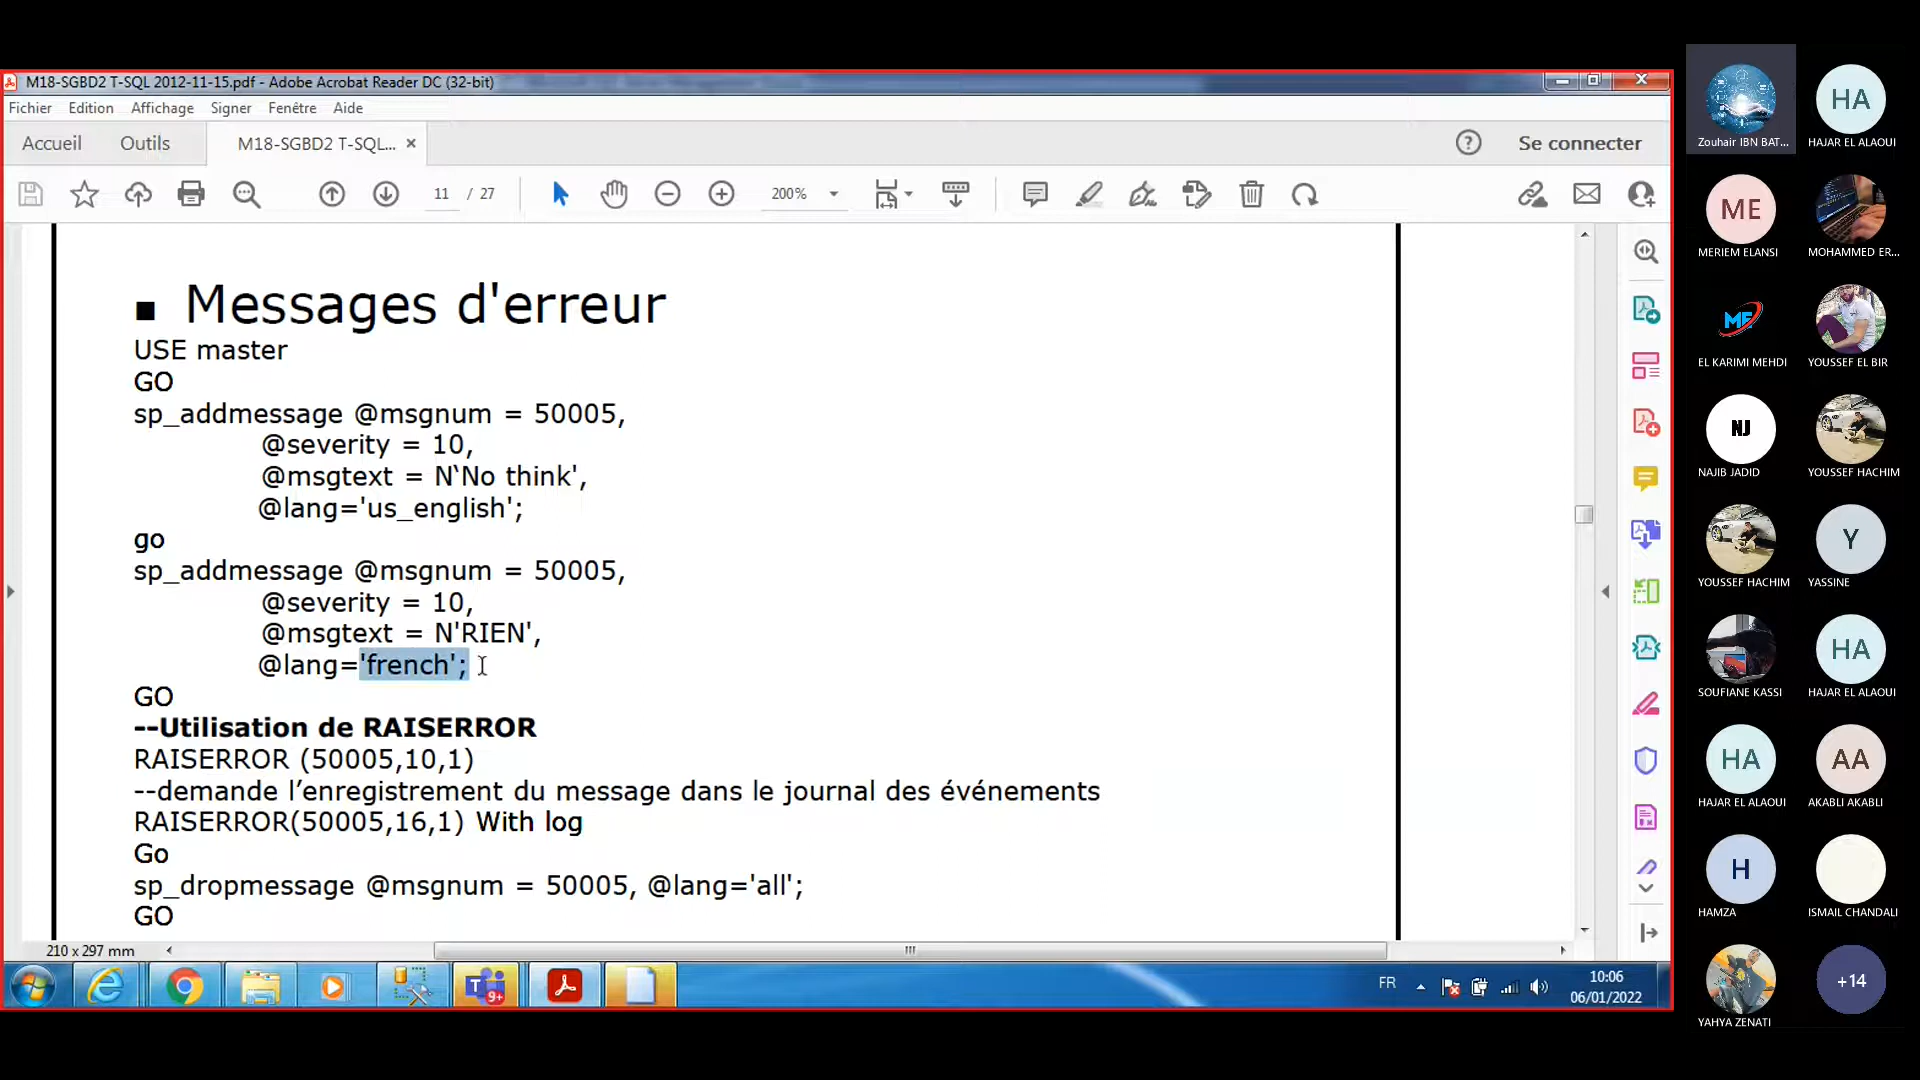 M18-SGBD2 T-SQL 2012-11-15.pdf - Adobe Acrobat Reader DC (32-bit)
Fichier Edition Affichage Signer Fenêtre Aide
Accueil Outils M18-SGBD2 T-SQL... × Se connecter
11 / 27 200%
Messages d'erreur
USE master
GO
sp_addmessage @msgnum = 50005,
@severity = 10,
@msgtext = N‘No think',
@lang='us_english';
go
sp_addmessage @msgnum = 50005,
@severity = 10,
@msgtext = N'RIEN',
@lang='french';
GO
--Utilisation de RAISERROR
RAISERROR (50005,10,1)
--demande l’enregistrement du message dans le journal des événements
RAISERROR(50005,16,1) With log
Go
sp_dropmessage @msgnum = 50005, @lang='all';
GO
210 x 297 mm
FR
10:06
06/01/2022
9+
Zouhair IBN BAT...
HA
HAJAR EL ALAOUI
ME
MERIEM ELANSI
MOHAMMED ER...
ME
EL KARIMI MEHDI
YOUSSEF EL BIR
NJ
NAJIB JADID
YOUSSEF HACHIM
YOUSSEF HACHIM
Y
YASSINE
SOUFIANE KASSI
HA
HAJAR EL ALAOUI
HA
HAJAR EL ALAOUI
AA
AKABLI AKABLI
H
HAMZA
ISMAIL CHANDALI
YAHYA ZENATI
+14